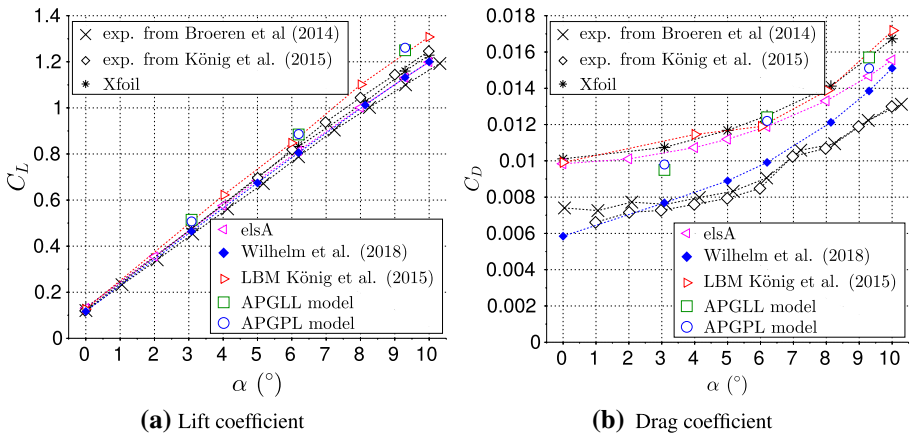 1.4
1.2
1
0.8
0.6
0.4
0.2
0
C_L
exp. from Broeren et al (2014)
exp. from König et al. (2015)
Xfoil
elsA
Wilhelm et al. (2018)
LBM König et al. (2015)
APGLL model
APGPL model
0 1 2 3 4 5 6 7 8 9 10
α (°)
(a) Lift coefficient
0.018
0.016
0.014
0.012
0.01
0.008
0.006
0.004
0.002
0.000
C_D
exp. from Broeren et al (2014)
exp. from König et al. (2015)
Xfoil
elsA
Wilhelm et al. (2018)
LBM König et al. (2015)
APGLL model
APGPL model
0 1 2 3 4 5 6 7 8 9 10
α (°)
(b) Drag coefficient